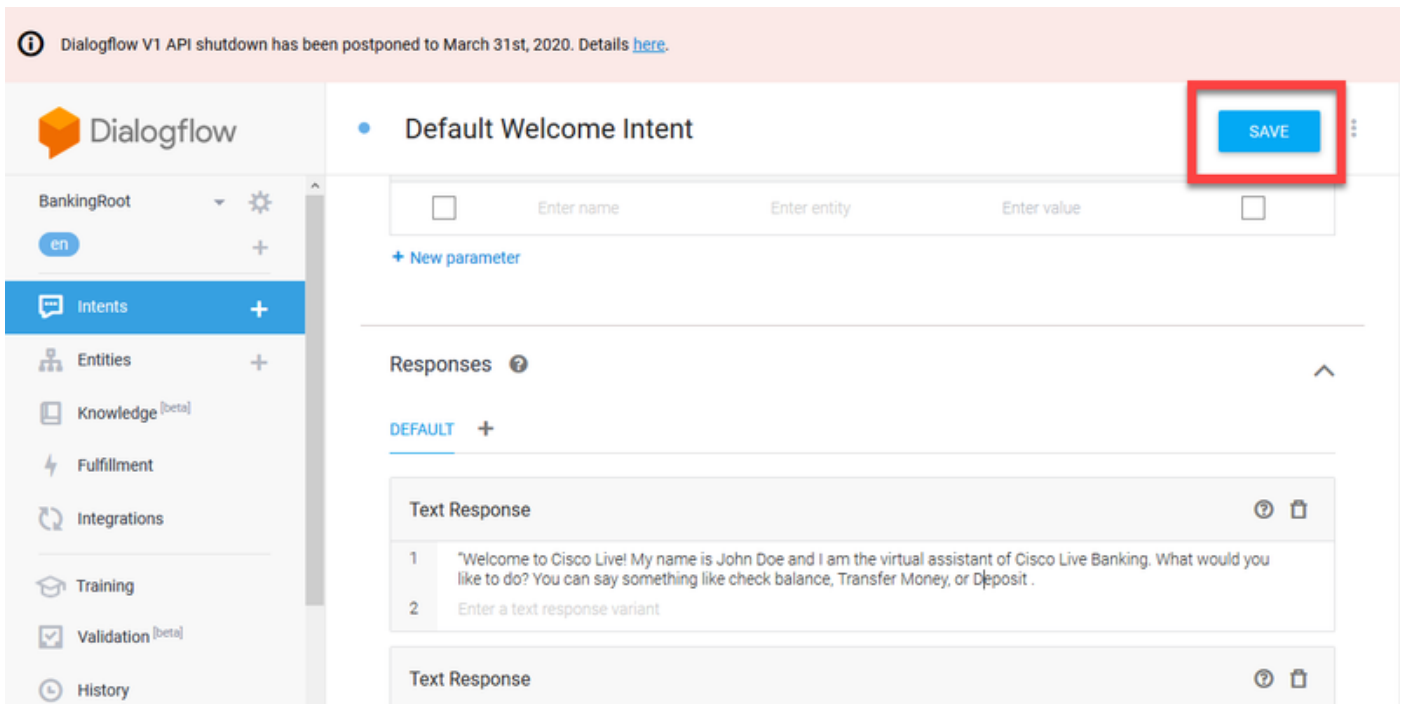 Dialogflow V1 API shutdown has been postponed to March 31st, 2020. Details here.
Dialogflow
Default Welcome Intent
SAVE
BankingRoot
en
+
Intents
+
Entities
+
Knowledge [beta]
Fulfillment
Integrations
Training
Validation [beta]
History
Enter name
Enter entity
Enter value
+ New parameter
Responses
DEFAULT +
Text Response
1 "Welcome to Cisco Live! My name is John Doe and I am the virtual assistant of Cisco Live Banking. What would you
like to do? You can say something like check balance, Transfer Money, or Deposit .
2 Enter a text response variant
Text Response